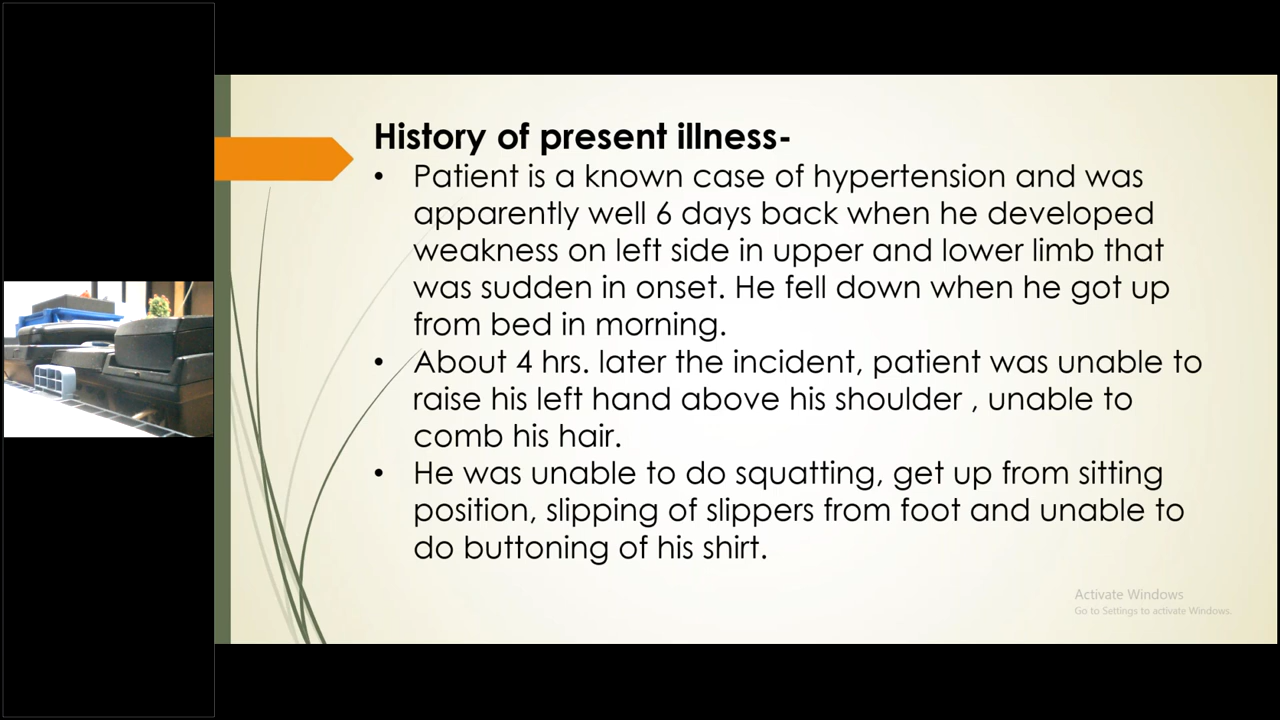 History of present illness-
• Patient is a known case of hypertension and was
apparently well 6 days back when he developed
weakness on left side in upper and lower limb that
was sudden in onset. He fell down when he got up
from bed in morning.
• About 4 hrs. later the incident, patient was unable to
raise his left hand above his shoulder , unable to
comb his hair.
• He was unable to do squatting, get up from sitting
position, slipping of slippers from foot and unable to
do buttoning of his shirt.
Activate Windows
Go to Settings to activate Windows.